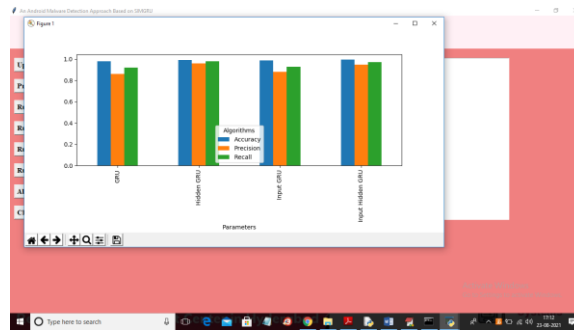 An Android Malware Detection Approach Based on SIMGRU
Figure 1
1.0
0.8
0.6
0.4
0.2
0.0
Algorithms
Accuracy
Precision
Recall
GRU
Hidden GRU
Input GRU
Input Hidden GRU
Parameters
Type here to search
17:12
23-08-2021